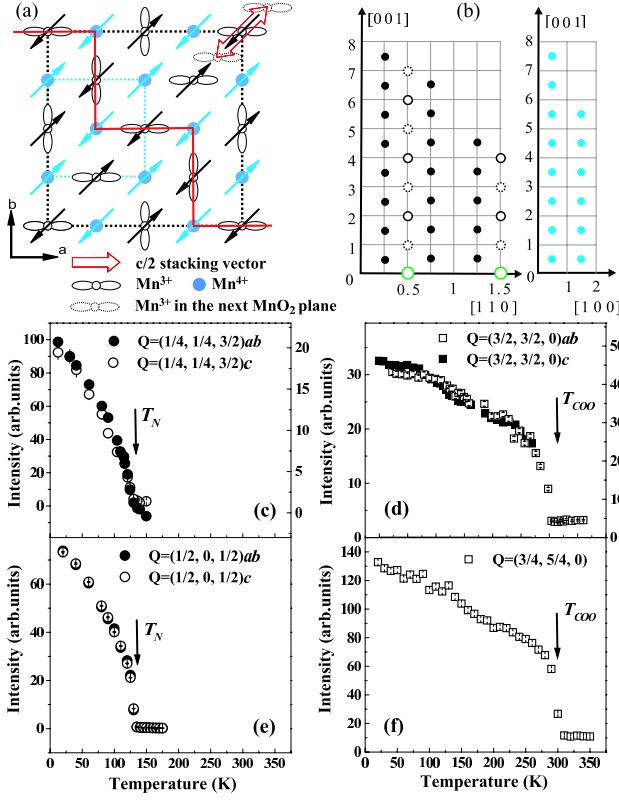 (a)
b
a
c/2 stacking vector
Mn3+ Mn4+
Mn3+ in the next MnO2 plane
(b)
[0 0 1]
8
7
6
5
4
3
2
1
0
0.5 1 1.5
[1 1 0]
[0 0 1]
8
7
6
5
4
3
2
1
0
1 2
[1 0 0]
Q=(1/4, 1/4, 3/2)ab
Q=(1/4, 1/4, 3/2)c
TN
(c)
Intensity (arb.units)
100
80
60
40
20
0
20
15
10
5
0
Q=(3/2, 3/2, 0)ab
Q=(3/2, 3/2, 0)c
TCOO
(d)
Intensity (arb.units)
30
20
10
0
50
40
30
20
10
Q=(1/2, 0, 1/2)ab
Q=(1/2, 0, 1/2)c
TN
(e)
Intensity (arb.units)
60
40
20
0
0 50 100 150 200 250 300 350
Temperature (K)
Q=(3/4, 5/4, 0)
TCOO
(f)
Intensity (arb.units)
140
120
100
80
60
40
20
0
0 50 100 150 200 250 300 350
Temperature (K)